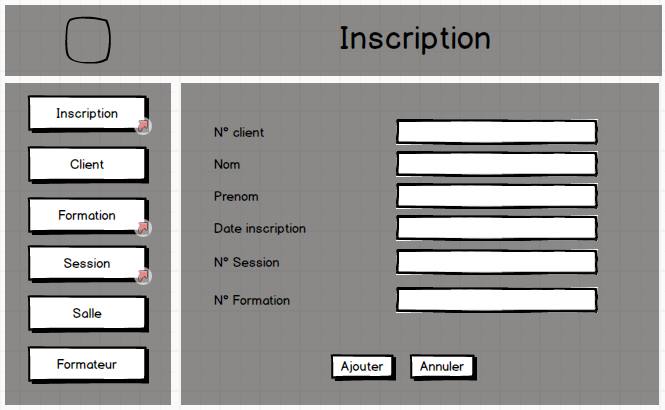 Inscription
Inscription
Client
Formation
Session
Salle
Formateur
N° client
Nom
Prenom
Date inscription
N° Session
N° Formation
Ajouter
Annuler